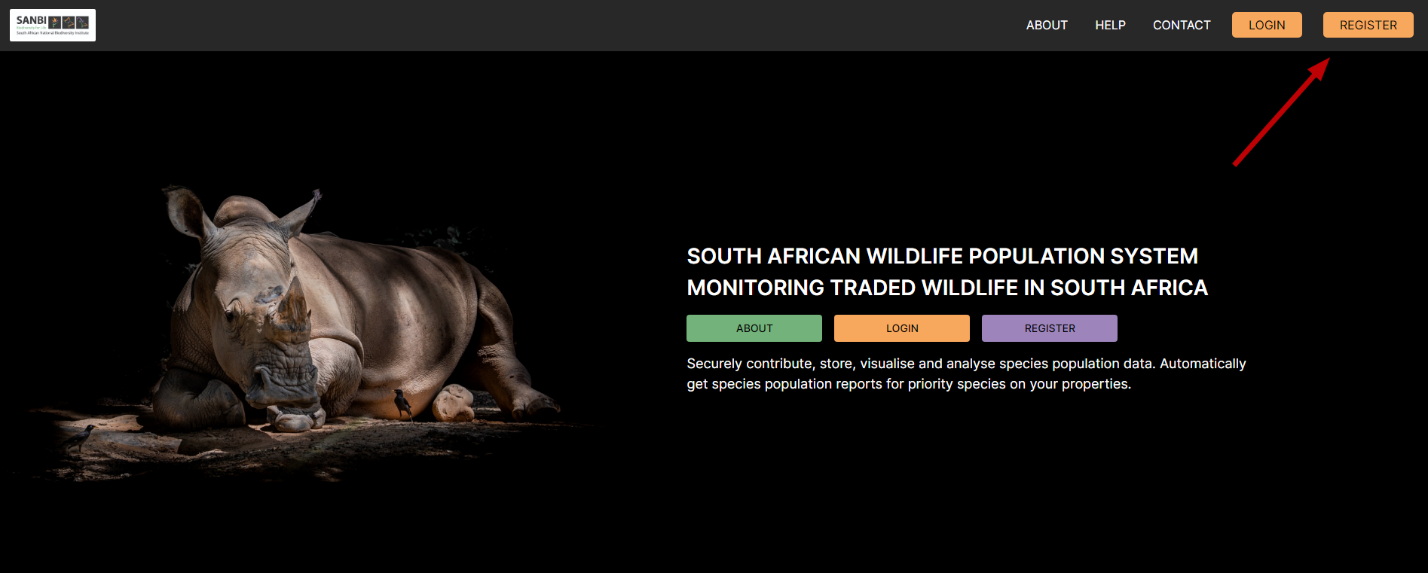 SANBI
South African National Biodiversity Institute
ABOUT
HELP
CONTACT
LOGIN
REGISTER
SOUTH AFRICAN WILDLIFE POPULATION SYSTEM
MONITORING TRADED WILDLIFE IN SOUTH AFRICA
ABOUT
LOGIN
REGISTER
Securely contribute, store, visualise and analyse species population data. Automatically
get species population reports for priority species on your properties.